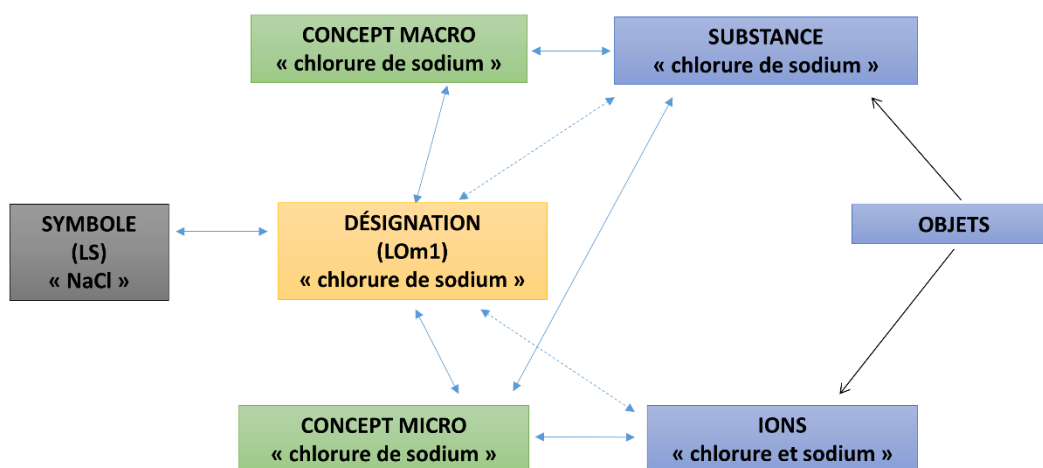 CONCEPT MACRO
« chlorure de sodium »
SUBSTANCE
« chlorure de sodium »
SYMBOLE
(LS)
« NaCl »
DÉSIGNATION
(LOm1)
« chlorure de sodium »
OBJETS
CONCEPT MICRO
« chlorure de sodium »
IONS
« chlorure et sodium »